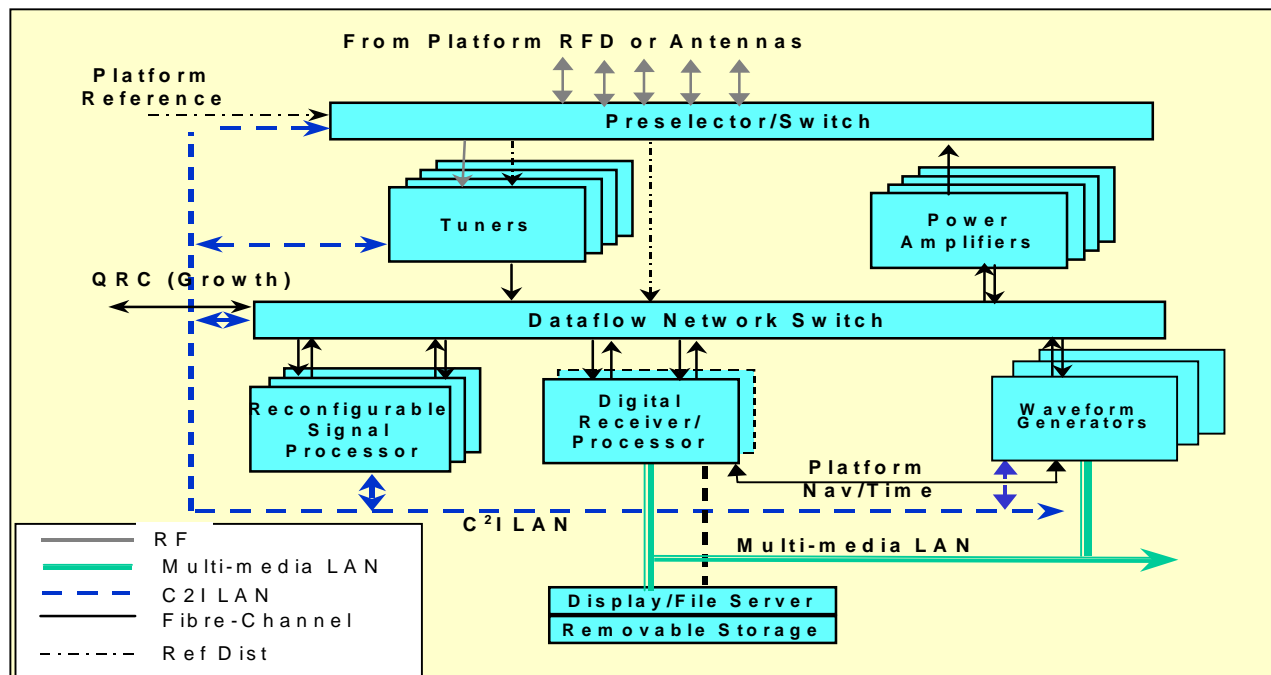 From Platform RFD or Antennas
Platform
Reference
Preselector/Switch
Tuners
Power
Amplifiers
QRC (Growth)
Dataflow Network Switch
Reconfigurable
Signal
Processor
Digital
Receiver/
Processor
Waveform
Generators
Platform
Nav/Time
C²I LAN
Multi-media LAN
RF
Multi-media LAN
C2I LAN
Fibre-Channel
Ref Dist
Display/File Server
Removable Storage